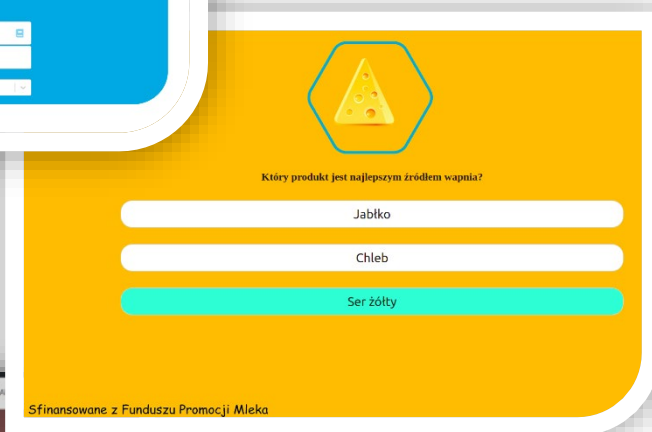 Który produkt jest najlepszym źródłem wapnia?
Jabłko
Chleb
Ser żółty
Sfinansowane z Funduszu Promocji Mleka